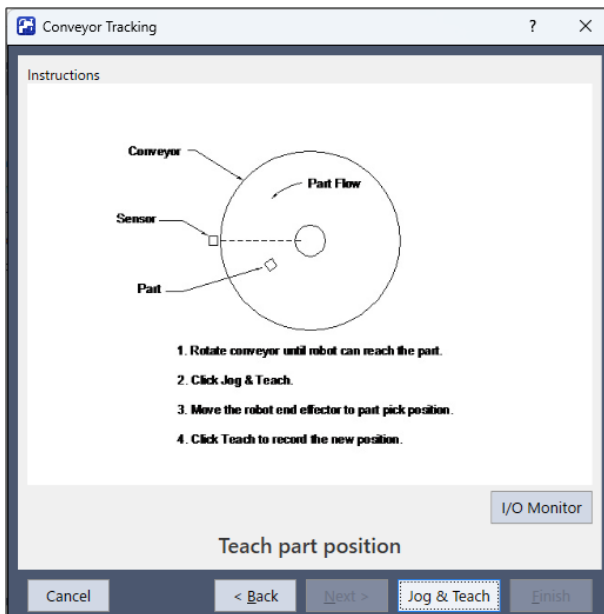 Conveyor Tracking
?
Instructions
Conveyor
Part Flow
Sensor
Part
1. Rotate conveyor until robot can reach the part.
2. Click Jog & Teach.
3. Move the robot end effector to part pick position.
4. Click Teach to record the new position.
I/O Monitor
Teach part position
Cancel
< Back
Next >
Jog & Teach
Finish